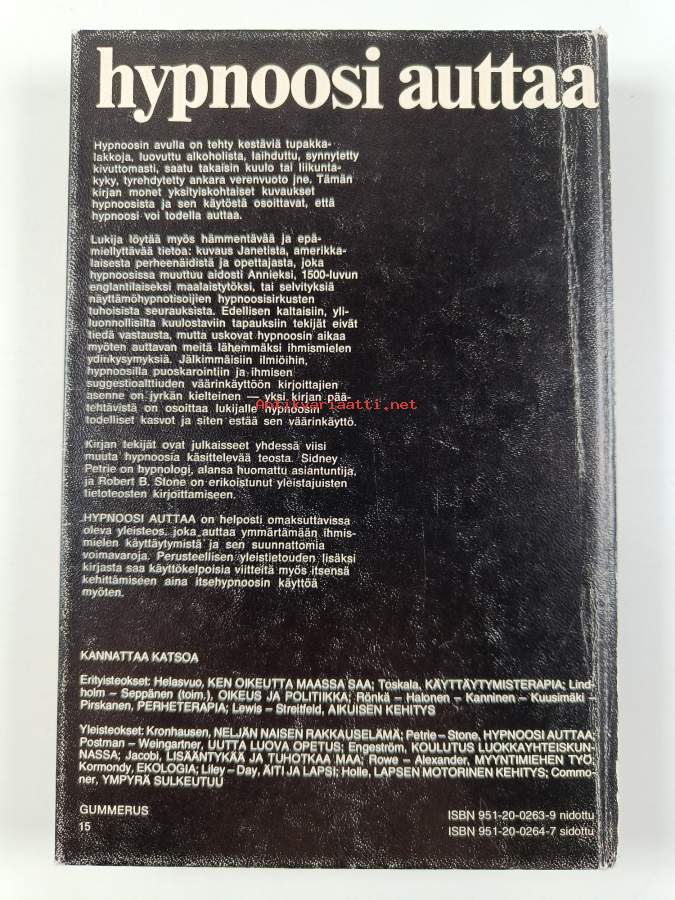 hypnoosi auttaa
Hypnoosin avulla on tehty kestäviä tupakka-
lakkoja, luovuttu alkoholista, laihduttu, synnytetty
kivuttomasti, saatu takaisin kuulo tai liikunta-
kyky, tyrehdytetty ankara verenvuoto jne. Tämän
kirjan monet yksityiskohtaiset kuvaukset
hypnoosista ja sen käytöstä osoittavat, että
hypnoosi voi todella auttaa.
Lukija löytää myös hämmentävää ja epä-
miellyttävää tietoa: kuvaus Janetista, amerikka-
laisesta perheenäidistä ja opettajasta, joka
hypnoosissa muuttuu aidosti Annieksi, 1500-luvun
englantilaiseksi maalaistytöksi, tai selvityksiä
näyttämöhypnotisoijien hypnoosisirkusten
tuhoisista seurauksista. Edellisen kaltaisiin, yli-
luonnollisilta kuulostaviin tapauksiin tekijät eivät
tiedä vastausta, mutta uskovat hypnoosin aikaa
myöten auttavan meitä lähemmäksi ihmismielen
ydinkysymyksiä. Jälkimmäisiin ilmiöihin,
hypnoosilla puoskarointiin ja ihmisen
suggestioalttiuden väärinkäyttöön kirjoittajien
asenne on jyrkän kielteinen — yksi kirjan pää-
tehtävistä on osoittaa lukijalle hypnoosin
todelliset kasvot ja siten estää sen väärinkäyttö.
Antikvariaatti.net
Kirjan tekijät ovat julkaisseet yhdessä viisi
muuta hypnoosia käsittelevää teosta. Sidney
Petrie on hypnologi, alansa huomattu asiantuntija,
ja Robert B. Stone on erikoistunut yleistajuisten
tietoteosten kirjoittamiseen.
HYPNOOSI AUTTAA on helposti omaksuttavissa
oleva yleisteos, joka auttaa ymmärtämään ihmis-
mielen käyttäytymistä ja sen suunnattomia
voimavaroja. Perusteellisen yleistietouden lisäksi
kirjasta saa käyttökelpoisia viitteitä myös itsensä
kehittämiseen aina itsehypnoosin käyttöä
myöten.
KANNATTAA KATSOA
Erityisteokset: Helasvuo, KEN OIKEUTTA MAASSA SAA; Toskala, KÄYTTÄYTYMISTERAPIA; Lind-
holm – Seppänen (toim.), OIKEUS JA POLITIIKKA; Rönkä – Halonen – Kanninen – Kuusimäki –
Pirskanen, PERHETERAPIA; Lewis – Streitfeld, AIKUISEN KEHITYS
Yleisteokset: Kronhausen, NELJÄN NAISEN RAKKAUSELÄMÄ; Petrie – Stone, HYPNOOSI AUTTAA;
Postman – Weingartner, UUTTA LUOVA OPETUS; Engeström, KOULUTUS LUOKKAYHTEISKUN-
NASSA; Jacobi, LISÄÄNTYKÄÄ JA TUHOTKAA MAA; Rowe – Alexander, MYYNTIMIEHEN TYÖ;
Kormondy, EKOLOGIA; Liley – Day, ÄITI JA LAPSI; Holle, LAPSEN MOTORINEN KEHITYS; Commo-
ner, YMPYRÄ SULKEUTUU
GUMMERUS
15
ISBN 951-20-0263-9 nidottu
ISBN 951-20-0264-7 sidottu